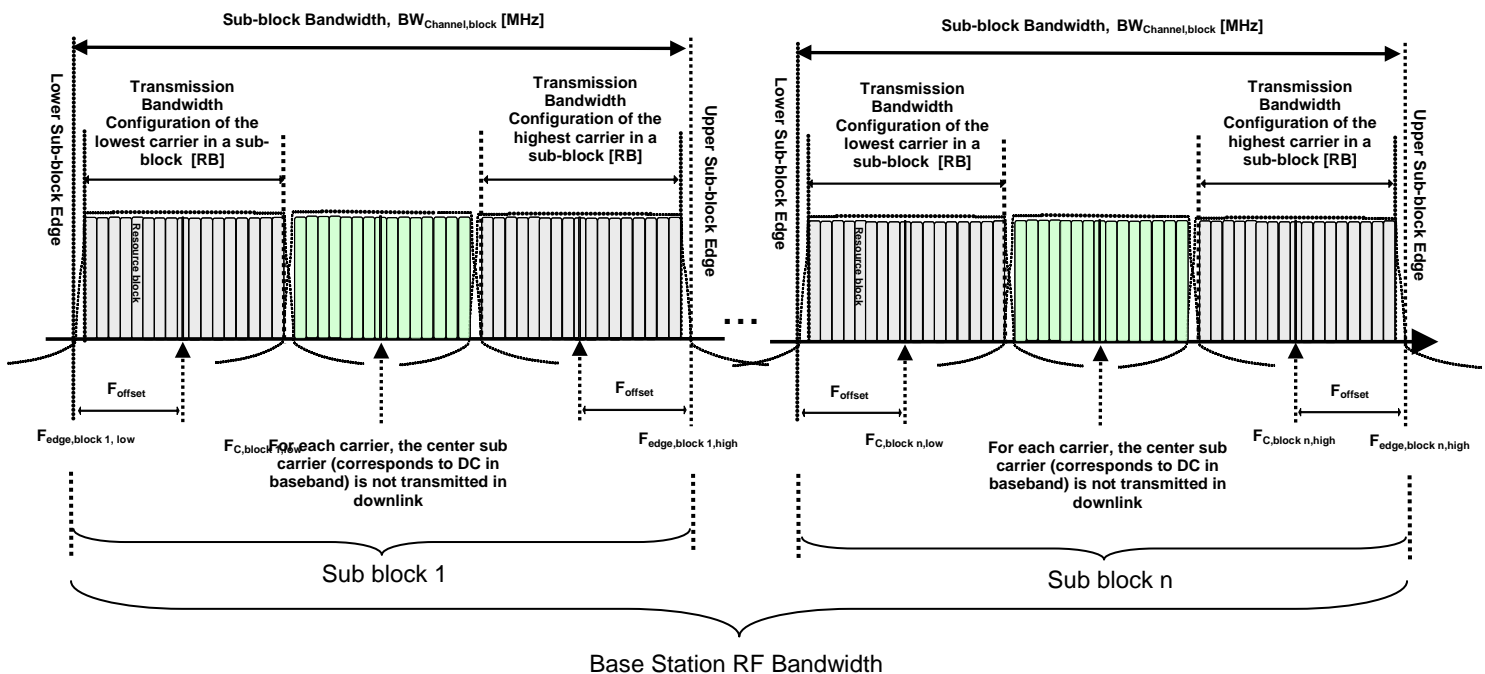 Sub-block Bandwidth, BWChannel,block [MHz]
Lower Sub-block Edge
Transmission
Bandwidth
Configuration of the
lowest carrier in a sub-
block [RB]
Transmission
Bandwidth
Configuration of the
highest carrier in a
sub-block [RB]
Upper Sub-block Edge
Resource block
Foffset
Foffset
Fedge,block 1, low
FC,block 1,low
For each carrier, the center sub
carrier (corresponds to DC in
baseband) is not transmitted in
downlink
Fedge,block 1,high
Sub block 1
...
Sub-block Bandwidth, BWChannel,block [MHz]
Lower Sub-block Edge
Transmission
Bandwidth
Configuration of the
lowest carrier in a
sub-block [RB]
Transmission
Bandwidth
Configuration of the
highest carrier in a
sub-block [RB]
Upper Sub-block Edge
Resource block
Foffset
Foffset
FC,block n,low
For each carrier, the center sub
carrier (corresponds to DC in
baseband) is not transmitted in
downlink
FC,block n,high
Fedge,block n,high
Sub block n
Base Station RF Bandwidth